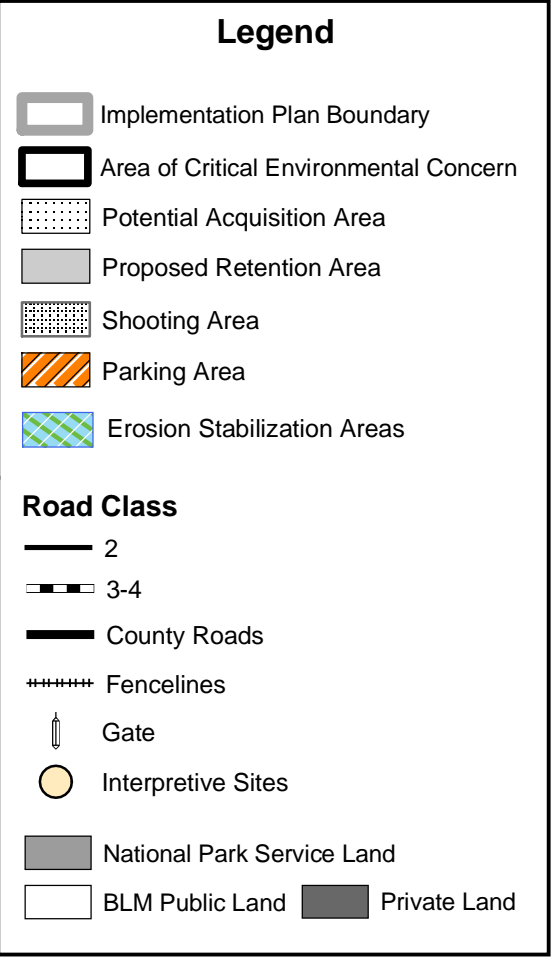 Legend
Implementation Plan Boundary
Area of Critical Environmental Concern
Potential Acquisition Area
Proposed Retention Area
Shooting Area
Parking Area
Erosion Stabilization Areas
Road Class
2
3-4
County Roads
Fencelines
Gate
Interpretive Sites
National Park Service Land
BLM Public Land Private Land